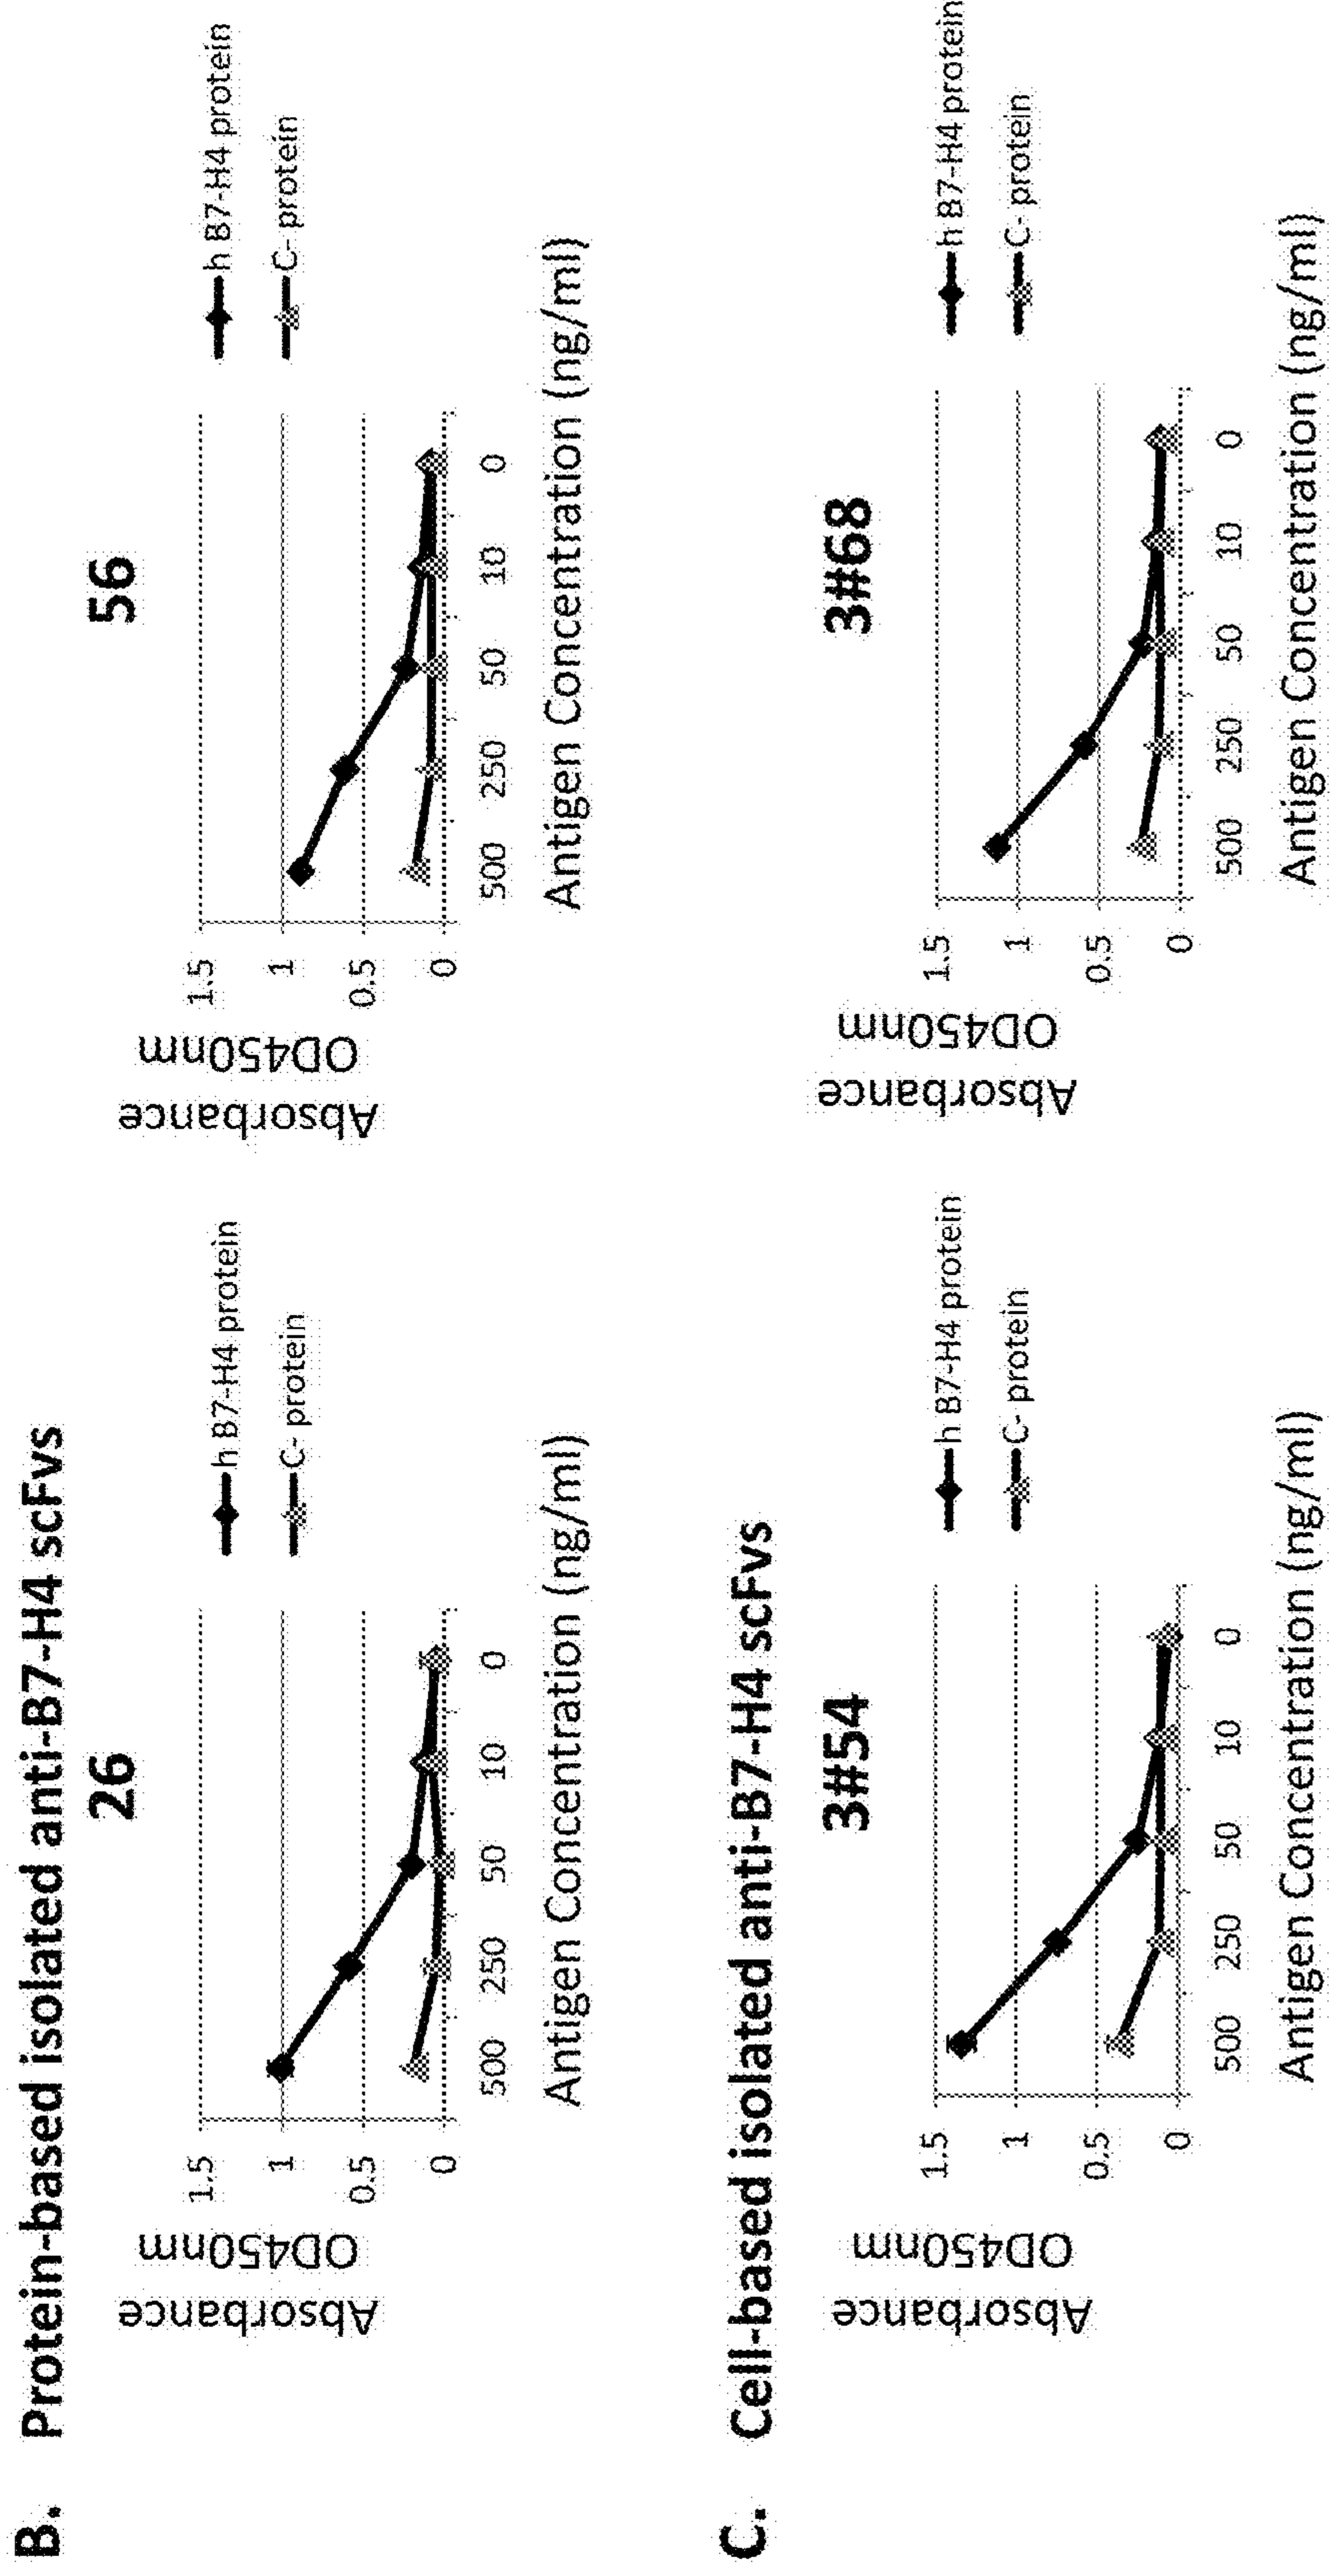 B. Protein-based isolated anti-B7-H4 scFvs
26
Absorbance
OD450nm
1.5
1
0.5
0
500 250 50 10 0
Antigen Concentration (ng/ml)
h B7-H4 protein
C- protein
56
Absorbance
OD450nm
1.5
1
0.5
0
500 250 50 10 0
Antigen Concentration (ng/ml)
h B7-H4 protein
C- protein
C. Cell-based isolated anti-B7-H4 scFvs
3#54
Absorbance
OD450nm
1.5
1
0.5
0
500 250 50 10 0
Antigen Concentration (ng/ml)
h B7-H4 protein
C- protein
3#68
Absorbance
OD450nm
1.5
1
0.5
0
500 250 50 10 0
Antigen Concentration (ng/ml)
h B7-H4 protein
C- protein